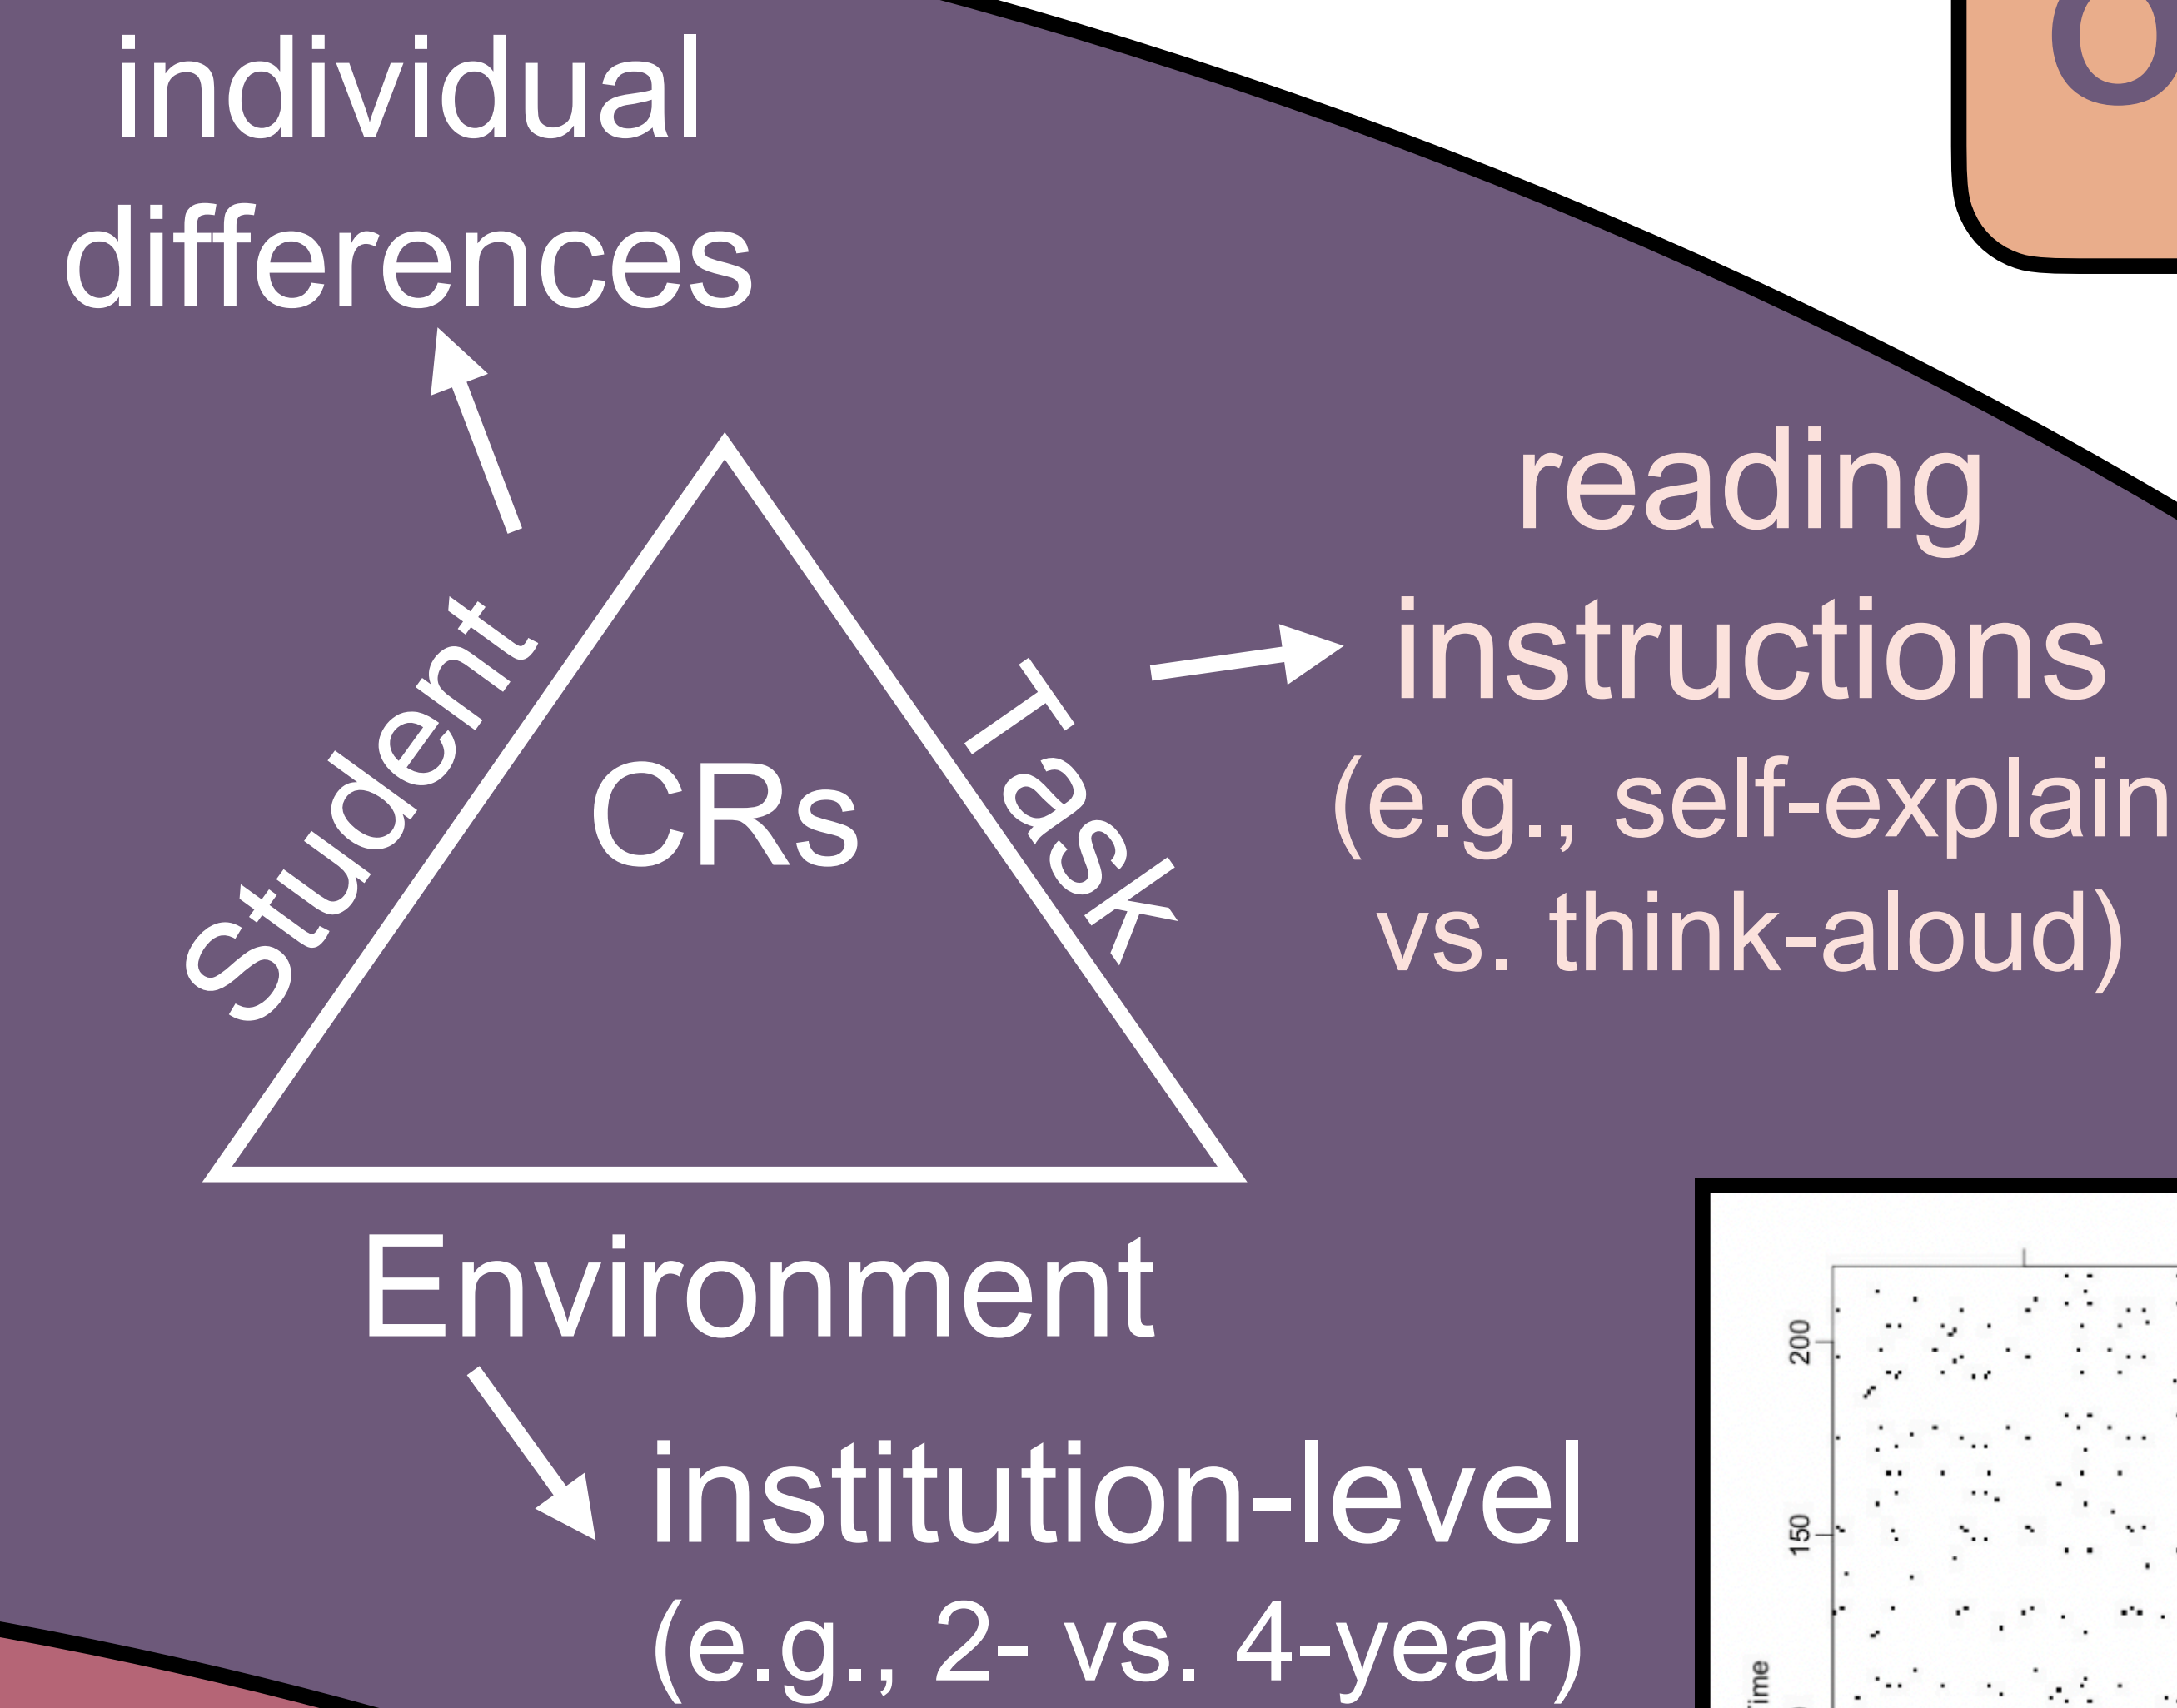 individual
differences
reading
instructions
(e.g., self-explain
vs. think-aloud)
Student
Task
CRs
Environment
institution-level
(e.g., 2- vs. 4-year)
200
150